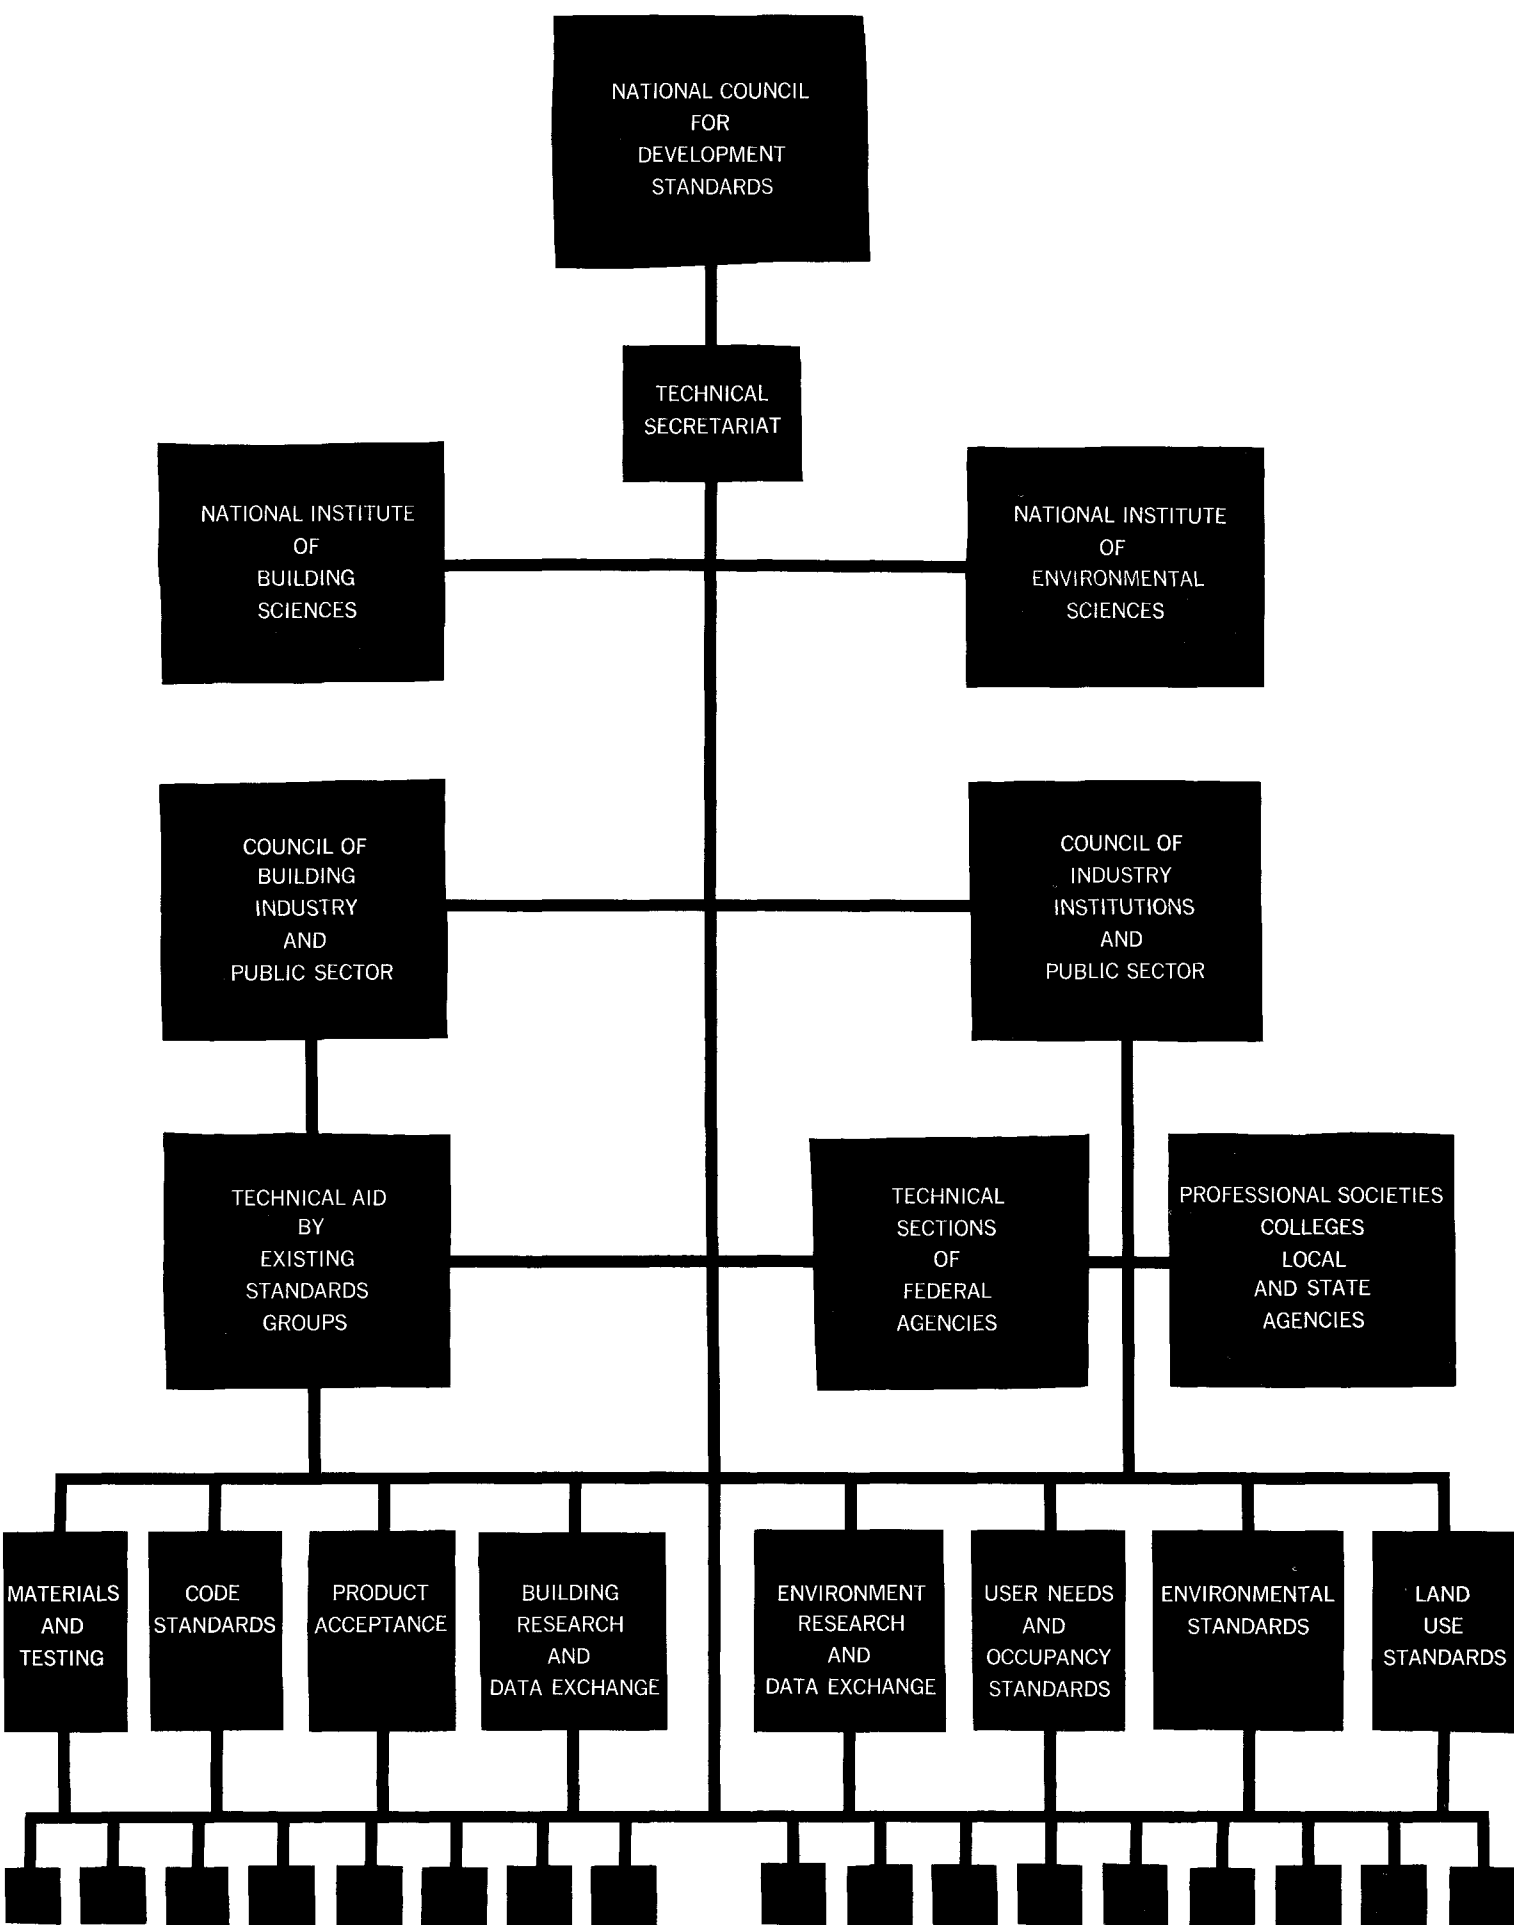 NATIONAL COUNCIL
FOR
DEVELOPMENT
STANDARDS
TECHNICAL
SECRETARIAT
NATIONAL INSTITUTE
OF
BUILDING
SCIENCES
NATIONAL INSTITUTE
OF
ENVIRONMENTAL
SCIENCES
COUNCIL OF
BUILDING
INDUSTRY
AND
PUBLIC SECTOR
COUNCIL OF
INDUSTRY
INSTITUTIONS
AND
PUBLIC SECTOR
TECHNICAL AID
BY
EXISTING
STANDARDS
GROUPS
TECHNICAL
SECTIONS
OF
FEDERAL
AGENCIES
PROFESSIONAL SOCIETIES
COLLEGES
LOCAL
AND STATE
AGENCIES
MATERIALS
AND
TESTING
CODE
STANDARDS
PRODUCT
ACCEPTANCE
BUILDING
RESEARCH
AND
DATA EXCHANGE
ENVIRONMENT
RESEARCH
AND
DATA EXCHANGE
USER NEEDS
AND
OCCUPANCY
STANDARDS
ENVIRONMENTAL
STANDARDS
LAND
USE
STANDARDS